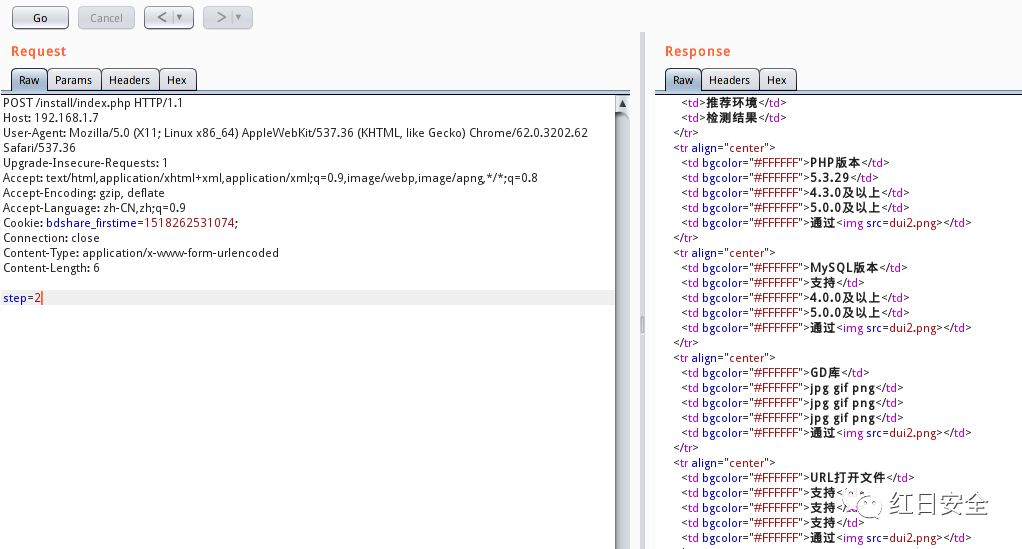 Go
Cancel
<
>
Request
Raw
Params
Headers
Hex
POST /install/index.php HTTP/1.1
Host: 192.168.1.7
User-Agent: Mozilla/5.0 (X11; Linux x86_64) AppleWebKit/537.36 (KHTML, like Gecko) Chrome/62.0.3202.62
Safari/537.36
Upgrade-Insecure-Requests: 1
Accept: text/html,application/xhtml+xml,application/xml;q=0.9,image/webp,image/apng,*/*;q=0.8
Accept-Encoding: gzip, deflate
Accept-Language: zh-CN,zh;q=0.9
Cookie: bdshare_firstime=1518262531074;
Connection: close
Content-Type: application/x-www-form-urlencoded
Content-Length: 6
step=2
Response
Raw
Headers
Hex
<td>推荐环境</td>
<td>检测结果</td>
</tr>
<tr align="center">
<td bgcolor="#FFFFFF">PHP版本</td>
<td bgcolor="#FFFFFF">5.3.29</td>
<td bgcolor="#FFFFFF">4.3.0及以上</td>
<td bgcolor="#FFFFFF">5.0.0及以上</td>
<td bgcolor="#FFFFFF">通过<img src=dui2.png></td>
</tr>
<tr align="center">
<td bgcolor="#FFFFFF">MySQL版本</td>
<td bgcolor="#FFFFFF">支持</td>
<td bgcolor="#FFFFFF">4.0.0及以上</td>
<td bgcolor="#FFFFFF">5.0.0及以上</td>
<td bgcolor="#FFFFFF">通过<img src=dui2.png></td>
</tr>
<tr align="center">
<td bgcolor="#FFFFFF">GD库</td>
<td bgcolor="#FFFFFF">jpg gif png</td>
<td bgcolor="#FFFFFF">jpg gif png</td>
<td bgcolor="#FFFFFF">jpg gif png</td>
<td bgcolor="#FFFFFF">通过<img src=dui2.png></td>
</tr>
<tr align="center">
<td bgcolor="#FFFFFF">URL打开文件</td>
<td bgcolor="#FFFFFF">支持</td>
<td bgcolor="#FFFFFF">支持</td>
<td bgcolor="#FFFFFF">支持</td>
<td bgcolor="#FFFFFF">通过<img src=dui2.png></td>
红日安全